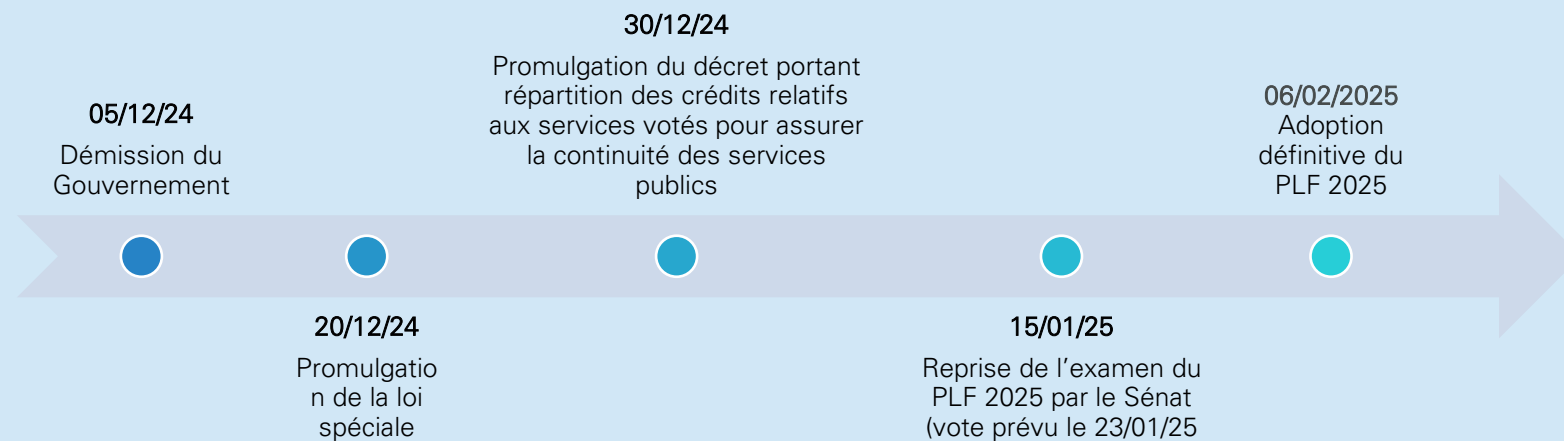 05/12/24
Démission du
Gouvernement
20/12/24
Promulgatio
n de la loi
spéciale
30/12/24
Promulgation du décret portant
répartition des crédits relatifs
aux services votés pour assurer
la continuité des services
publics
15/01/25
Reprise de l'examen du
PLF 2025 par le Sénat
(vote prévu le 23/01/25
06/02/2025
Adoption
définitive du
PLF 2025